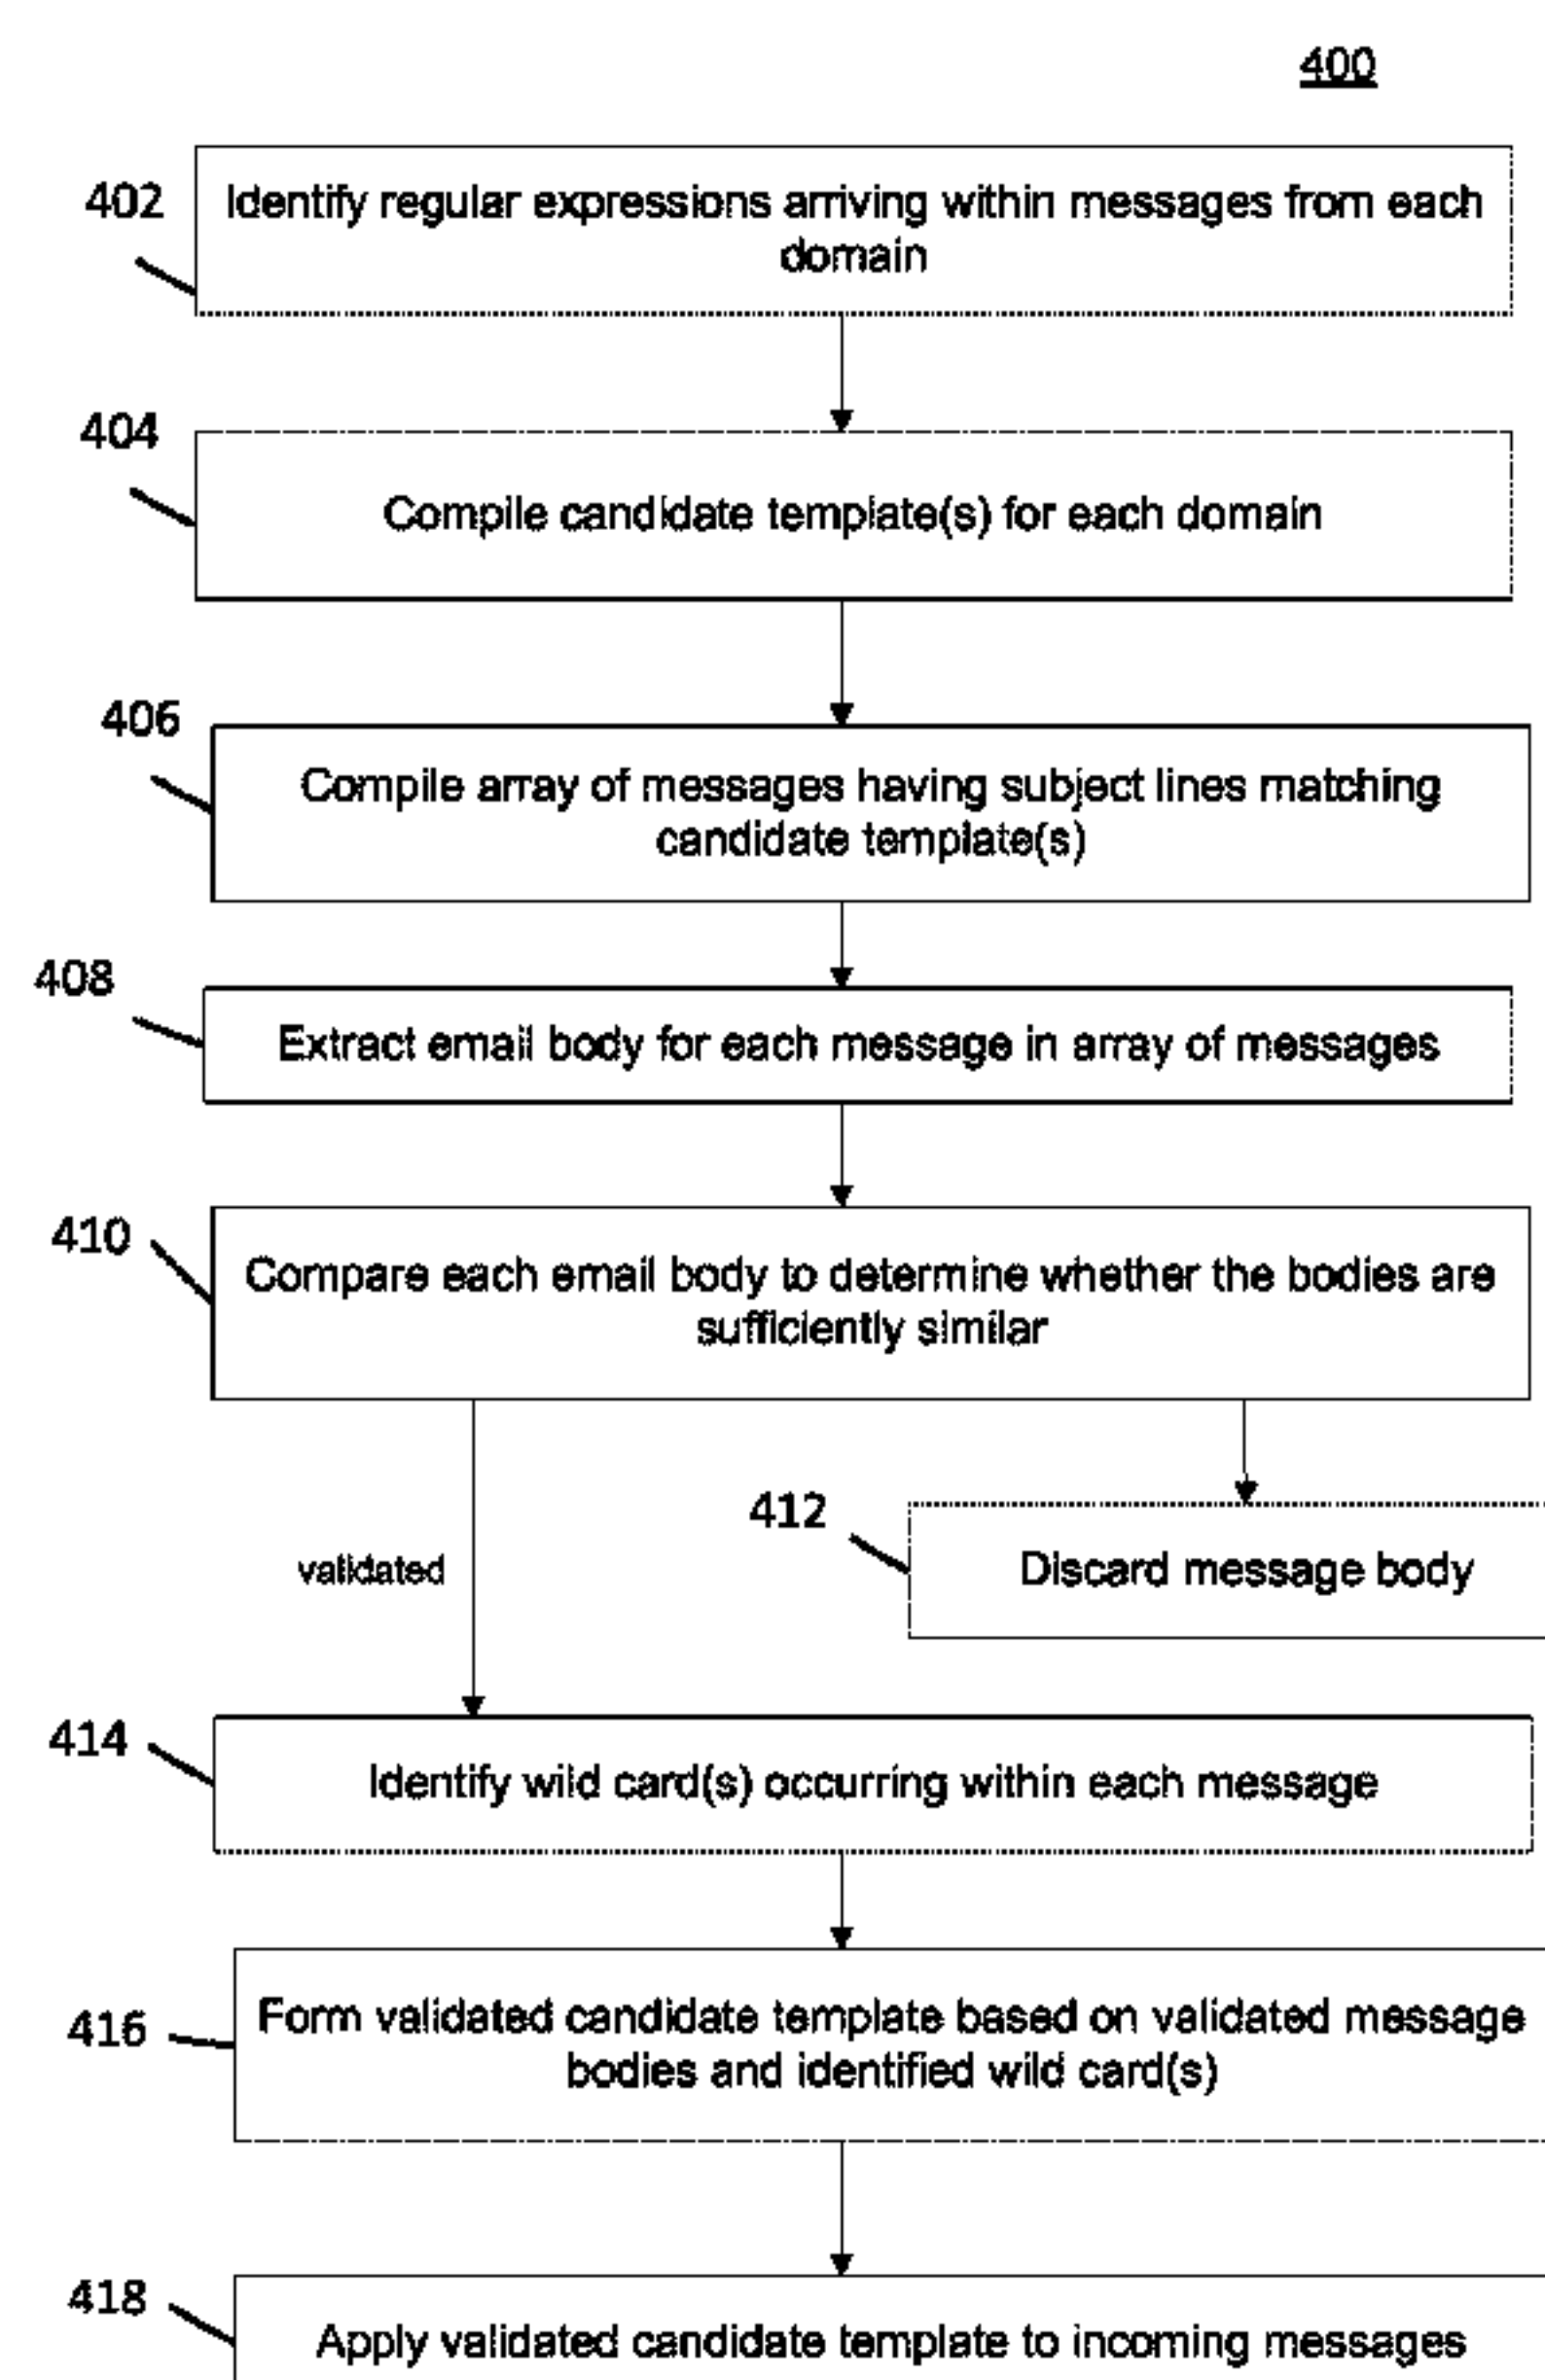 400
402
Identify regular expressions arriving within messages from each
domain
404
Compile candidate template(s) for each domain
406
Compile array of messages having subject lines matching
candidate template(s)
408
Extract email body for each message in array of messages
410
Compare each email body to determine whether the bodies are
sufficiently similar
412
validated
Discard message body
414
Identify wild card(s) occurring within each message
416
Form validated candidate template based on validated message
bodies and identified wild card(s)
418
Apply validated candidate template to incoming messages